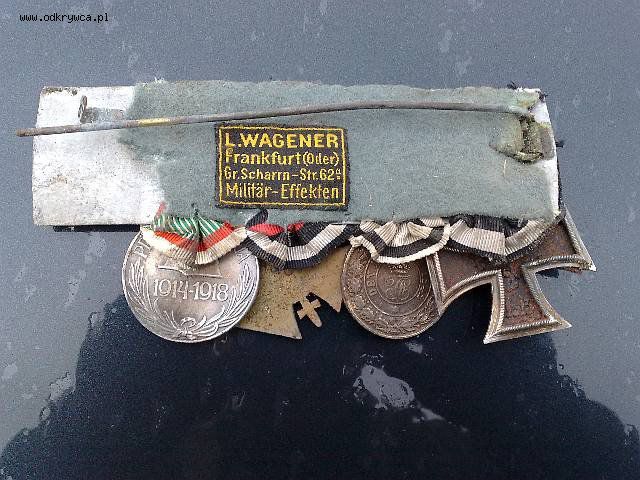 www.odkrywca.pl
L.WAGENER
Frankfurt (Oder)
Gr.Scharrn-Str.62a.
Militär-Effekten
1914-1918